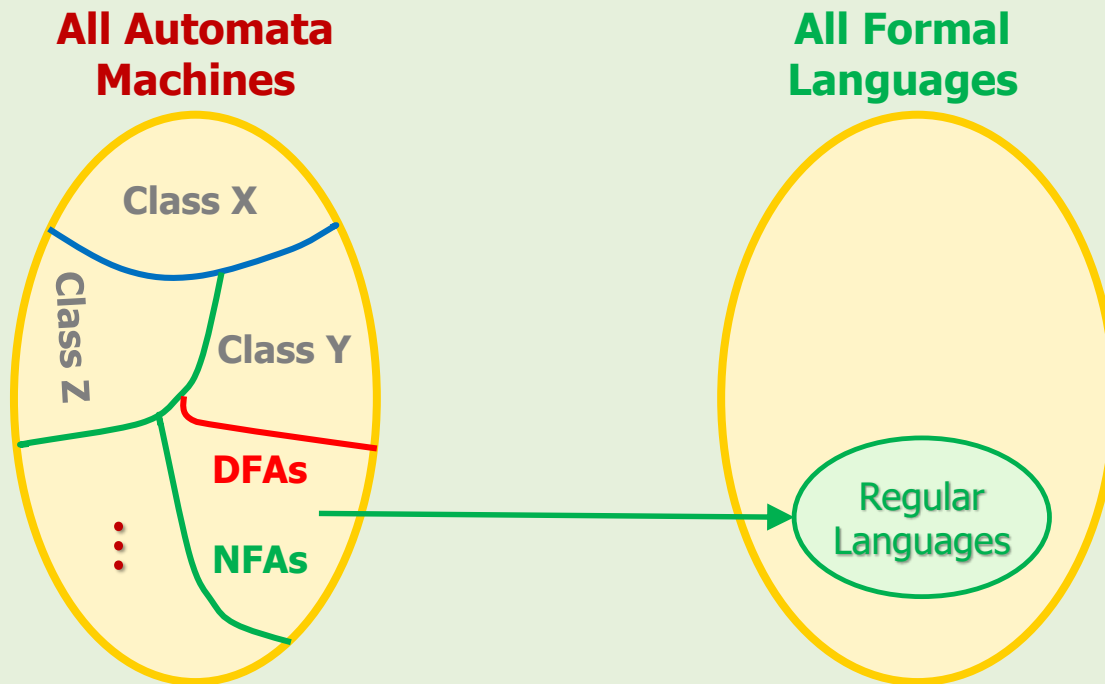 All Automata
Machines
All Formal
Languages
Class X
Class Z
Class Y
DFAs
NFAs
Regular
Languages